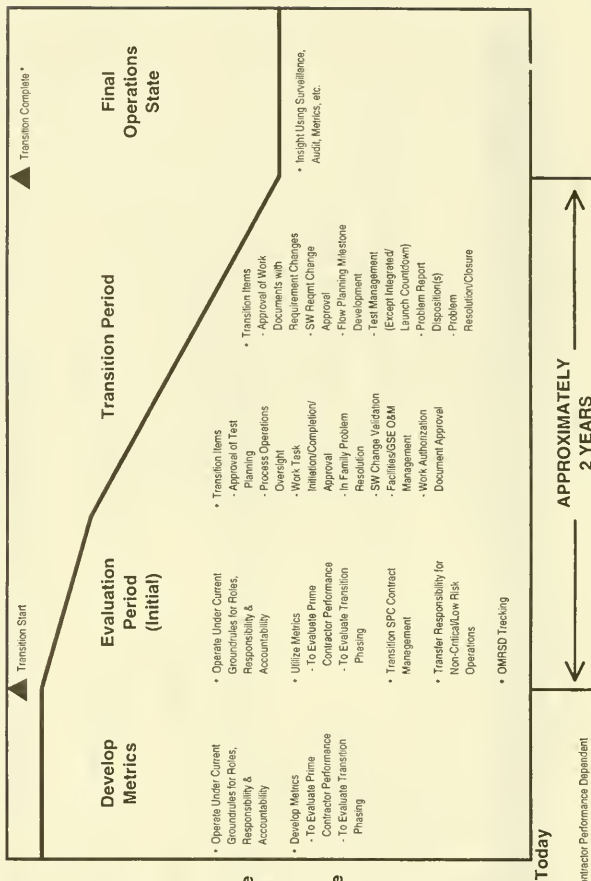 Transition Start
Transition Complete *
Develop
Metrics
Evaluation
Period
(Initial)
Transition Period
Final
Operations
State
• Operate Under Current
Groundrules for Roles,
Responsibility &
Accountability
• Develop Metrics
- To Evaluate Prime
Contractor Performance
- To Evaluate Transition
Phasing
• Operate Under Current
Groundrules for Roles,
Responsibility &
Accountability
• Utilize Metrics
- To Evaluate Prime
Contractor Performance
- To Evaluate Transition
Phasing
• Transition SPC Contract
Management
• Transfer Responsibility for
Non-Critical/Low Risk
Operations
• OMRSD Trecking
• Transition Items
- Approval of Test
Planning
- Process Operations
Oversight
- Work Task
Initiation/Completion/
Approval
- In Family Problem
Resolution
- SW Change Validation
- Facilities/GSE O&M
Management
- Work Authorization
Document Approval
• Transition Items
- Approval of Work
Documents with
Requirement Changes
- SW Reqmt Change
Approval
- Flow Planning Milestone
Development
- Test Management
(Except Integrated/
Launch Countdown)
- Problem Report
Disposition(s)
- Problem
Resolution/Closure
• Insight Using Surveillance,
Audit, Metrics, etc.
Today
APPROXIMATELY
2 YEARS
ontractor Performance Dependent